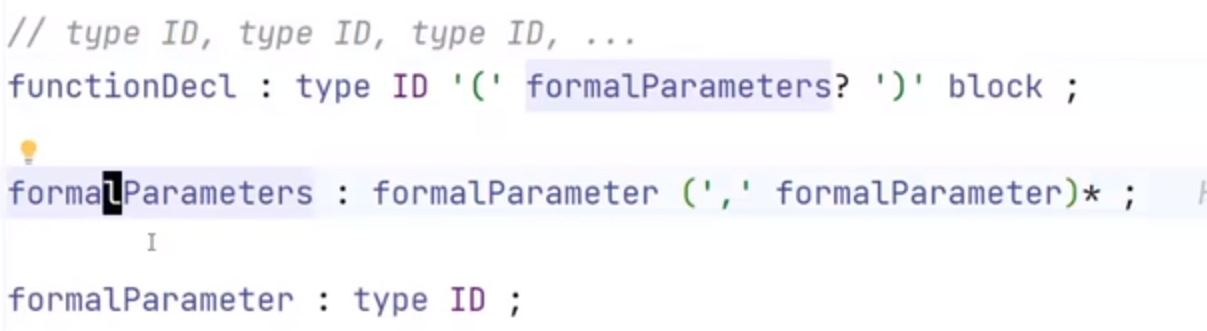 // type ID, type ID, type ID, ...
functionDecl : type ID '(' formalParameters? ')' block ;
formalParameters : formalParameter (',' formalParameter)* ;
formalParameter : type ID ;